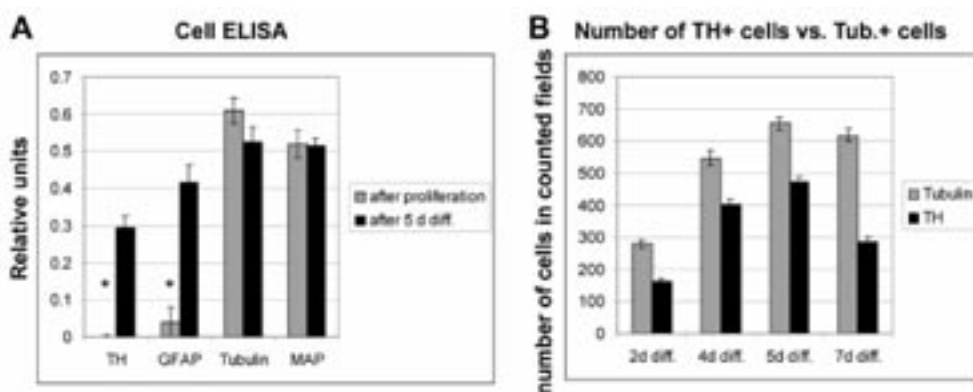 A
Cell ELISA
Relative units
0.7
0.6
0.5
0.4
0.3
0.2
0.1
0
*
*
TH
GFAP
Tubulin
MAP
after proliferation
after 5 d diff.
B
Number of TH+ cells vs. Tub.+ cells
number of cells in counted fields
800
700
600
500
400
300
200
100
0
2d diff.
4d diff.
5d diff.
7d diff.
Tubulin
TH